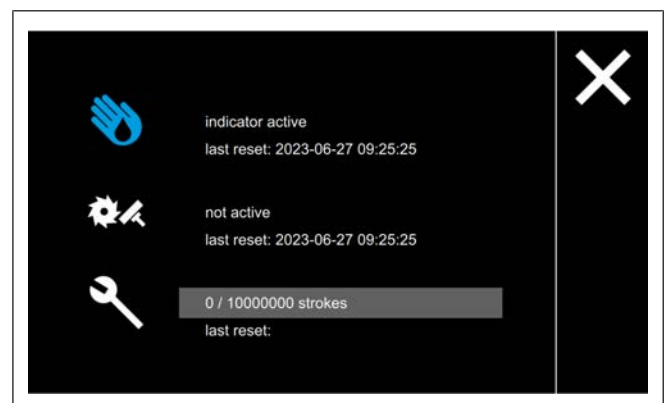 indicator active
last reset: 2023-06-27 09:25:25
not active
last reset: 2023-06-27 09:25:25
0 / 10000000 strokes
last reset: